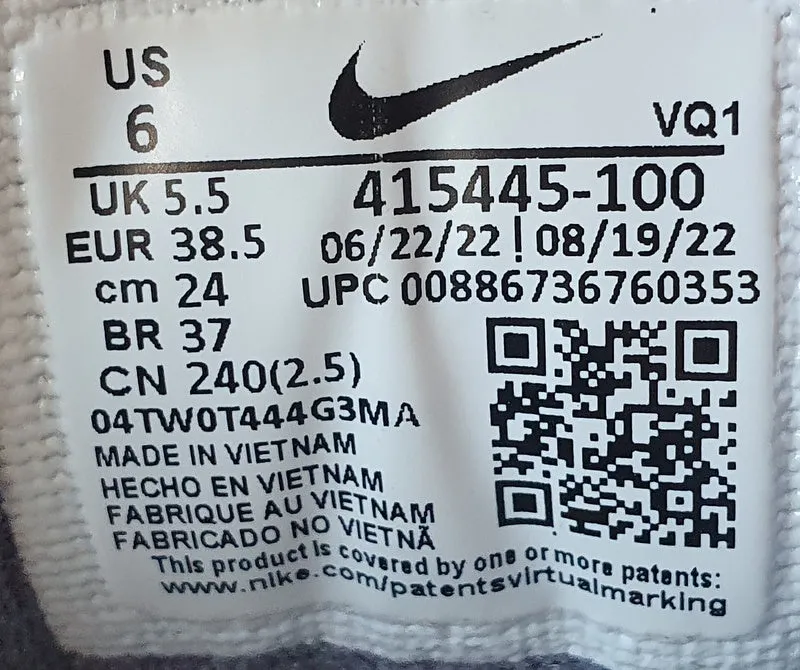 US
6
VQ1
UK 5.5
415445-100
EUR 38.5
06/22/22 | 08/19/22
cm 24
UPC 00886736760353
BR 37
CN 240(2.5)
04TW0T444G3MA
MADE IN VIETNAM
HECHO EN VIETNAM
FABRIQUE AU VIETNAM
FABRICADO NO VIETNÃ
This product is covered by one or more patents:
www.nike.com/patentsvirtualmarking